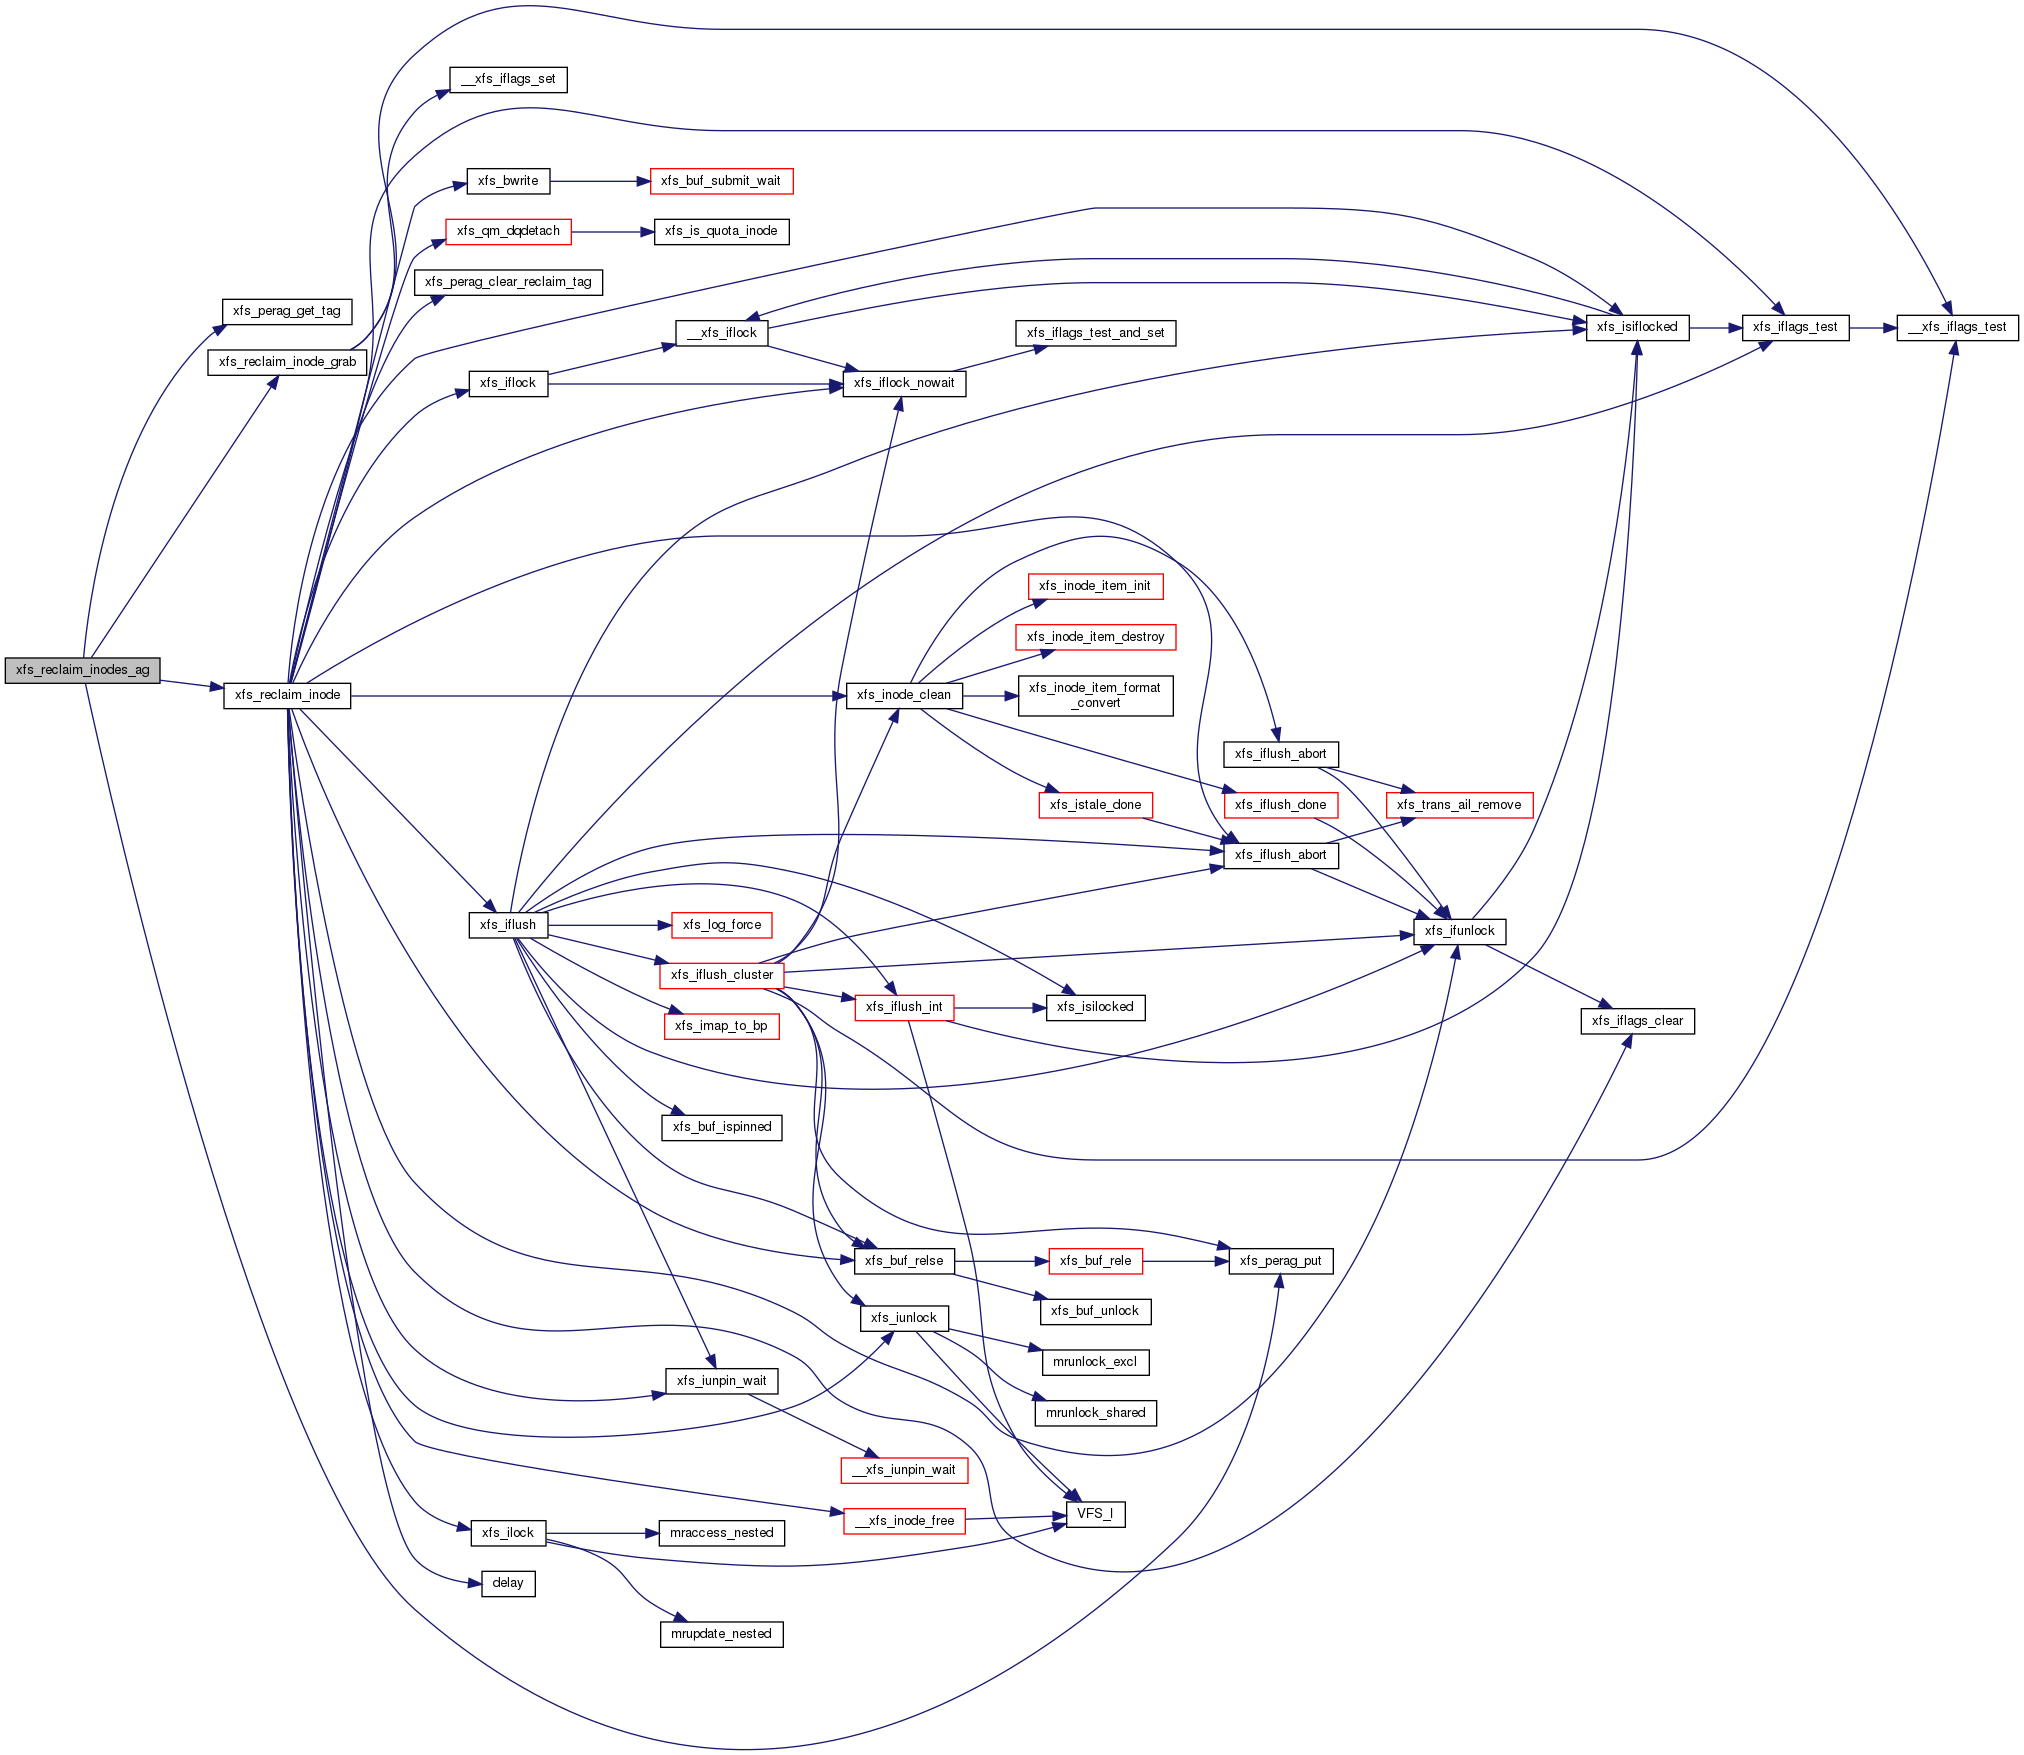 __xfs_iflags_set
xfs_bwrite
xfs_buf_submit_wait
xfs_qm_dqdetach
xfs_is_quota_inode
xfs_perag_clear_reclaim_tag
xfs_perag_get_tag
__xfs_iflock
xfs_iflags_test_and_set
xfs_isiflocked
xfs_iflags_test
__xfs_iflags_test
xfs_reclaim_inode_grab
xfs_iflock
xfs_iflock_nowait
xfs_inode_item_init
xfs_inode_item_destroy
xfs_reclaim_inodes_ag
xfs_reclaim_inode
xfs_inode_clean
xfs_inode_item_format
_convert
xfs_iflush_abort
xfs_istale_done
xfs_iflush_done
xfs_trans_ail_remove
xfs_iflush_abort
xfs_iflush
xfs_log_force
xfs_ifunlock
xfs_iflush_cluster
xfs_iflush_int
xfs_isilocked
xfs_imap_to_bp
xfs_iflags_clear
xfs_buf_ispinned
xfs_buf_relse
xfs_buf_rele
xfs_perag_put
xfs_buf_unlock
xfs_iunlock
mrunlock_excl
xfs_iunpin_wait
mrunlock_shared
__xfs_iunpin_wait
__xfs_inode_free
VFS_I
xfs_ilock
mraccess_nested
delay
mrupdate_nested